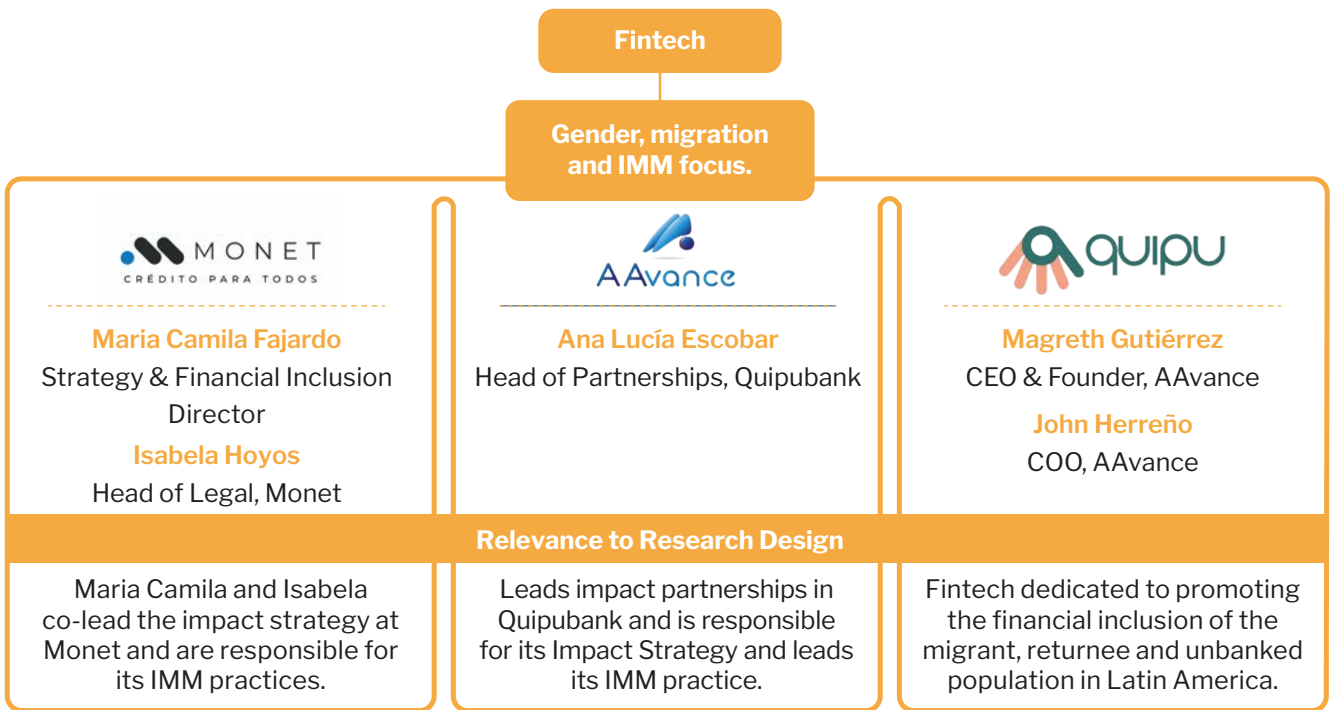 Fintech
Gender, migration
and IMM focus.
MONET
CRÉDITO PARA TODOS
Maria Camila Fajardo
Strategy & Financial Inclusion
Director
Isabela Hoyos
Head of Legal, Monet
AAvance
Ana Lucía Escobar
Head of Partnerships, Quipubank
quipu
Magreth Gutiérrez
CEO & Founder, AAvance
John Herreño
COO, AAvance
Relevance to Research Design
Maria Camila and Isabela
co-lead the impact strategy at
Monet and are responsible for
its IMM practices.
Leads impact partnerships in
Quipubank and is responsible
for its Impact Strategy and leads
its IMM practice.
Fintech dedicated to promoting
the financial inclusion of the
migrant, returnee and unbanked
population in Latin America.